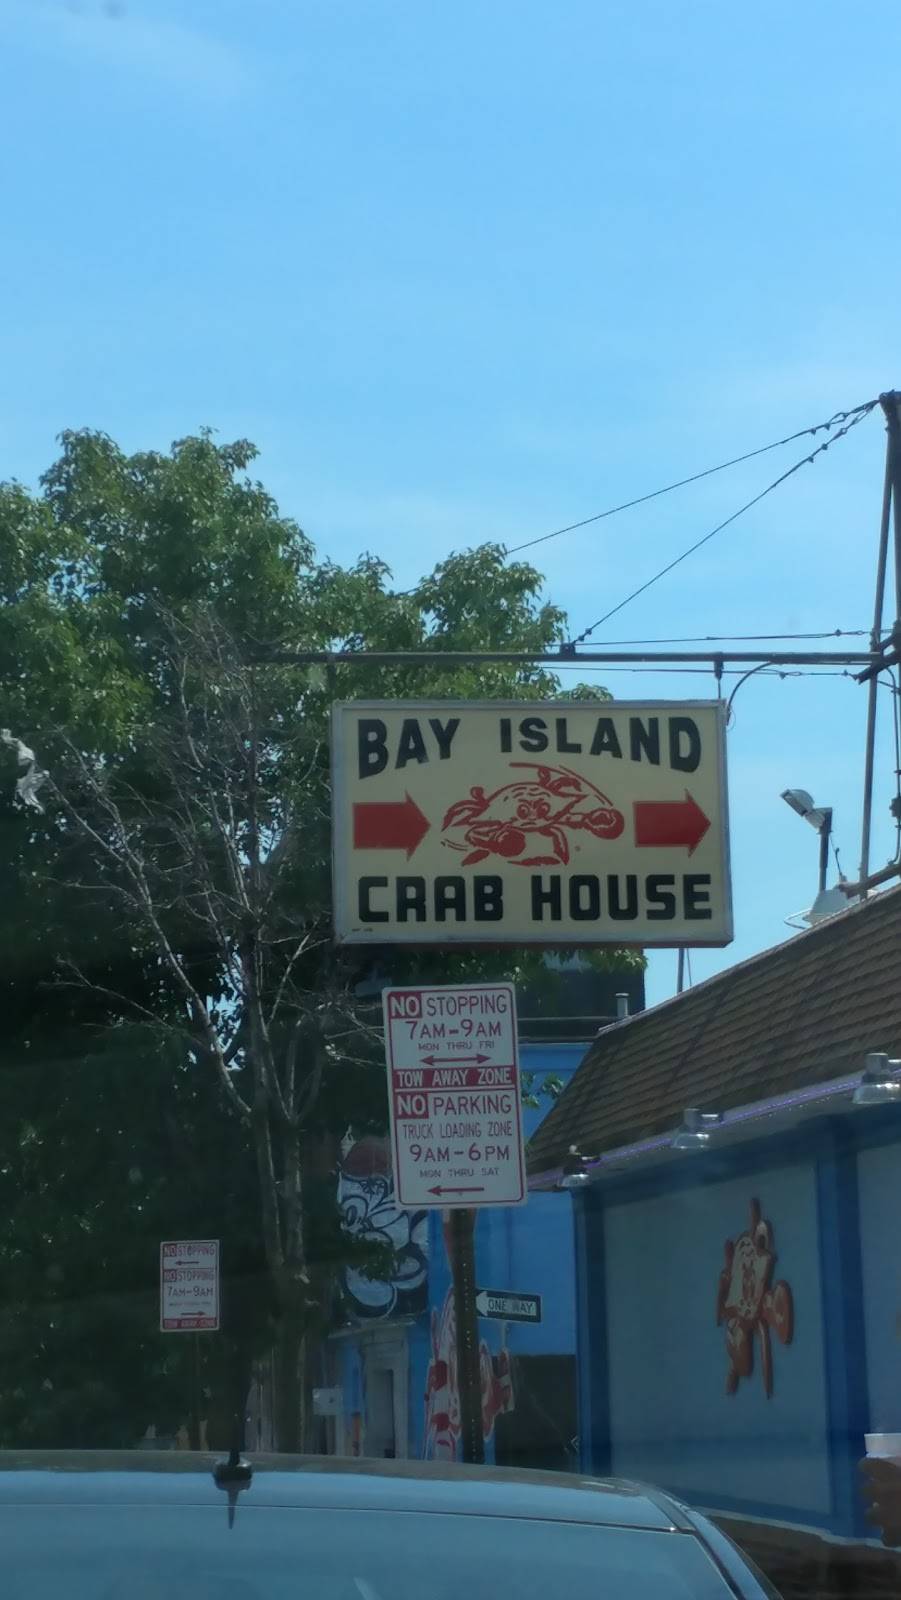 BAY ISLAND
CRAB HOUSE
NO STOPPING
7AM-9AM
MON THRU FRI
TOW AWAY ZONE
NO PARKING
TRUCK LOADING ZONE
9AM-6PM
MON THRU SAT
NO STOPPING
NO STOPPING
7AM-9AM
TOW AWAY ZONE
ONE WAY